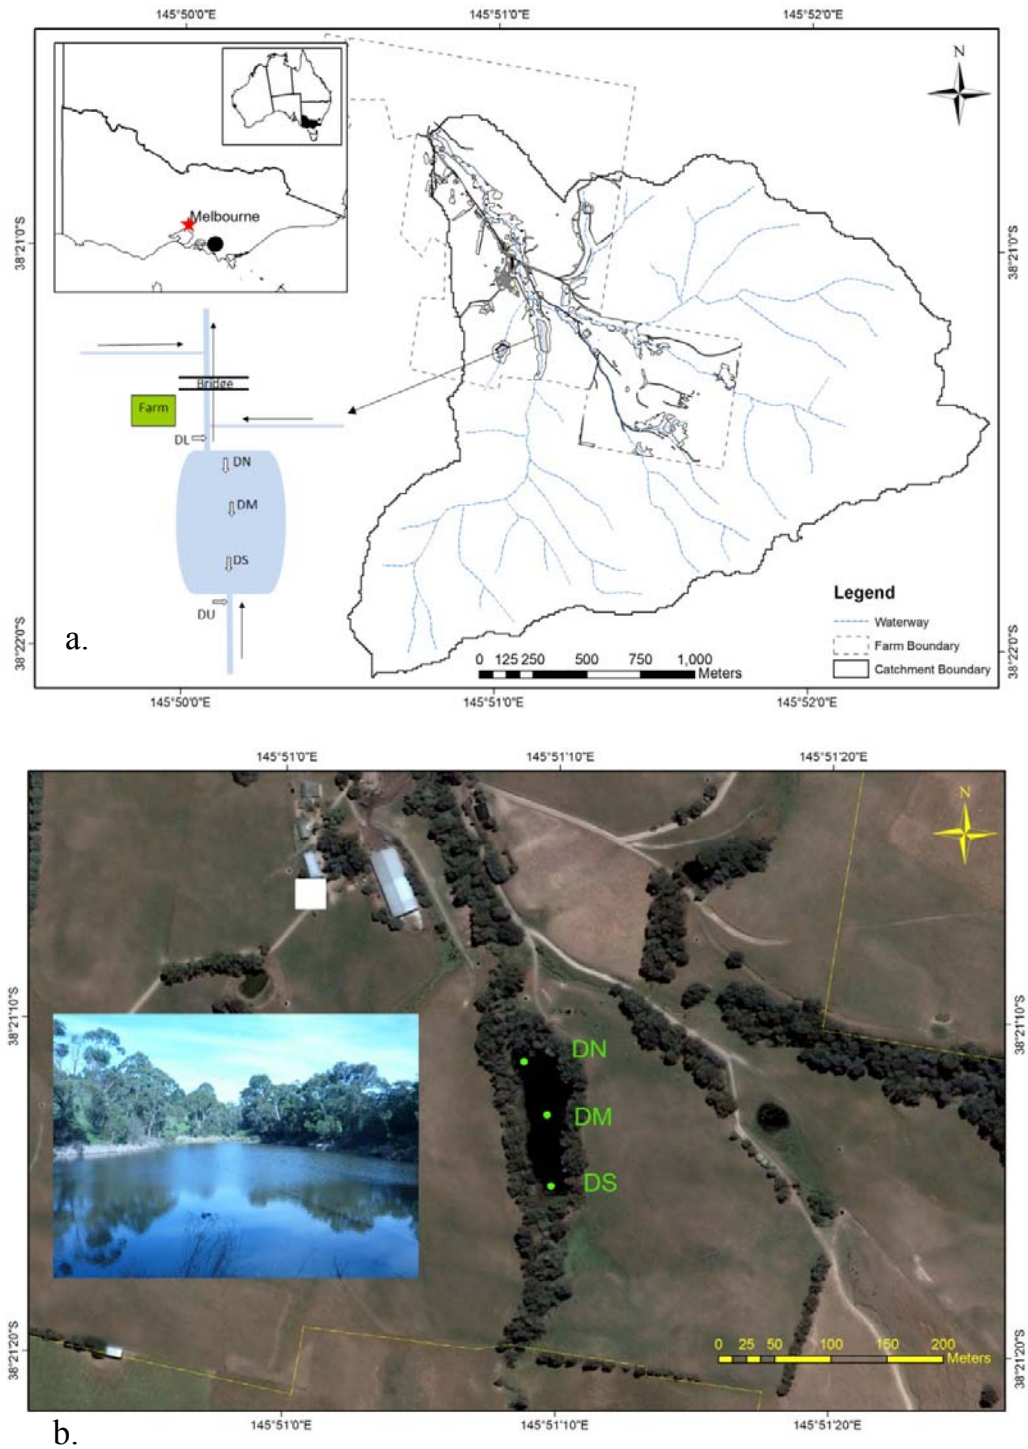 145°50'0"E 145°51'0"E 145°52'0"E
N
Melbourne
38°21'0"S 38°21'0"S
Bridge
Farm
DL
DN
DM
DS
DU
Legend
Waterway
Farm Boundary
Catchment Boundary
0 125 250 500 750 1,000
Meters
a.
38°22'0"S 38°22'0"S
145°50'0"E 145°51'0"E 145°52'0"E
145°51'0"E 145°51'10"E 145°51'20"E
N
38°21'10"S 38°21'10"S
DN
DM
DS
0 25 50 100 150 200
Meters
38°21'20"S 38°21'20"S
145°51'0"E 145°51'10"E 145°51'20"E
b.